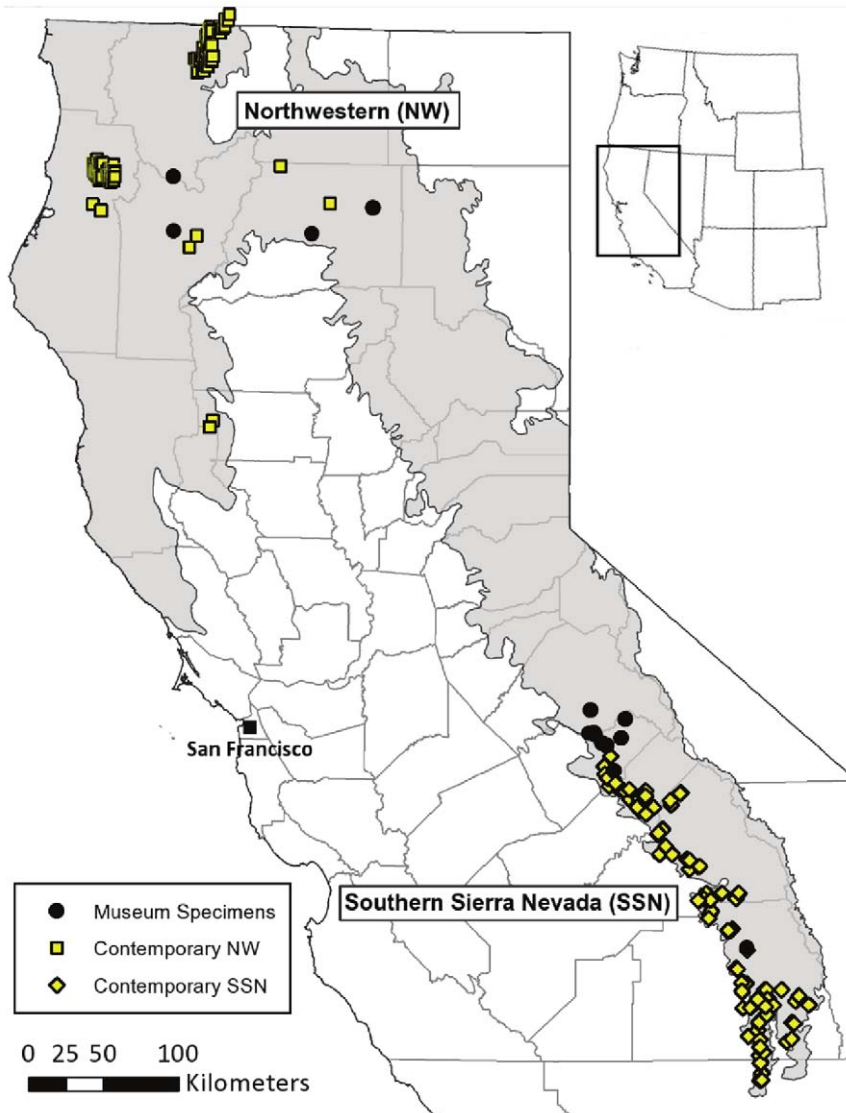 Northwestern (NW)
San Francisco
Southern Sierra Nevada (SSN)
Museum Specimens
Contemporary NW
Contemporary SSN
0 25 50 100
Kilometers